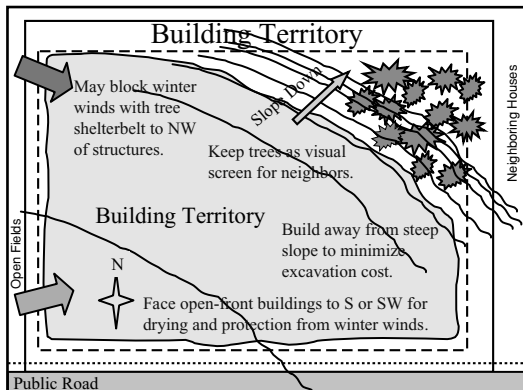 Building Territory
May block winter
winds with tree
shelterbelt to NW
of structures.
Slope Down
Keep trees as visual
screen for neighbors.
Neighboring Houses
Building Territory
Build away from steep
slope to minimize
excavation cost.
Open Fields
N
Face open-front buildings to S or SW for
drying and protection from winter winds.
Public Road